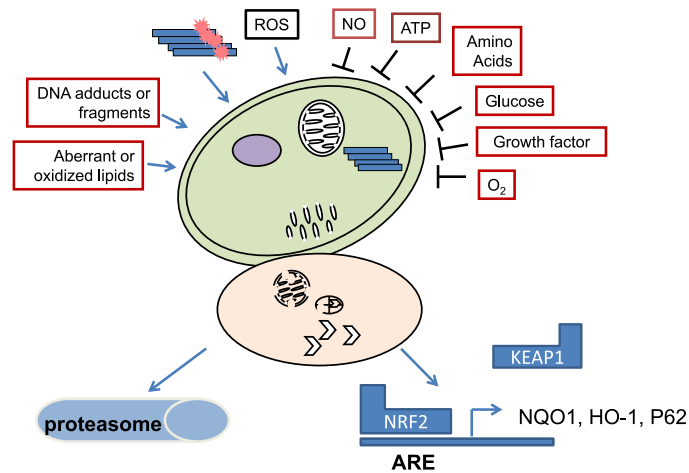 ROS
NO
ATP
Amino
Acids
DNA adducts or
fragments
Glucose
Growth factor
Aberrant or
oxidized lipids
O₂
KEAP1
proteasome
NRF2
NQO1, HO-1, P62
ARE